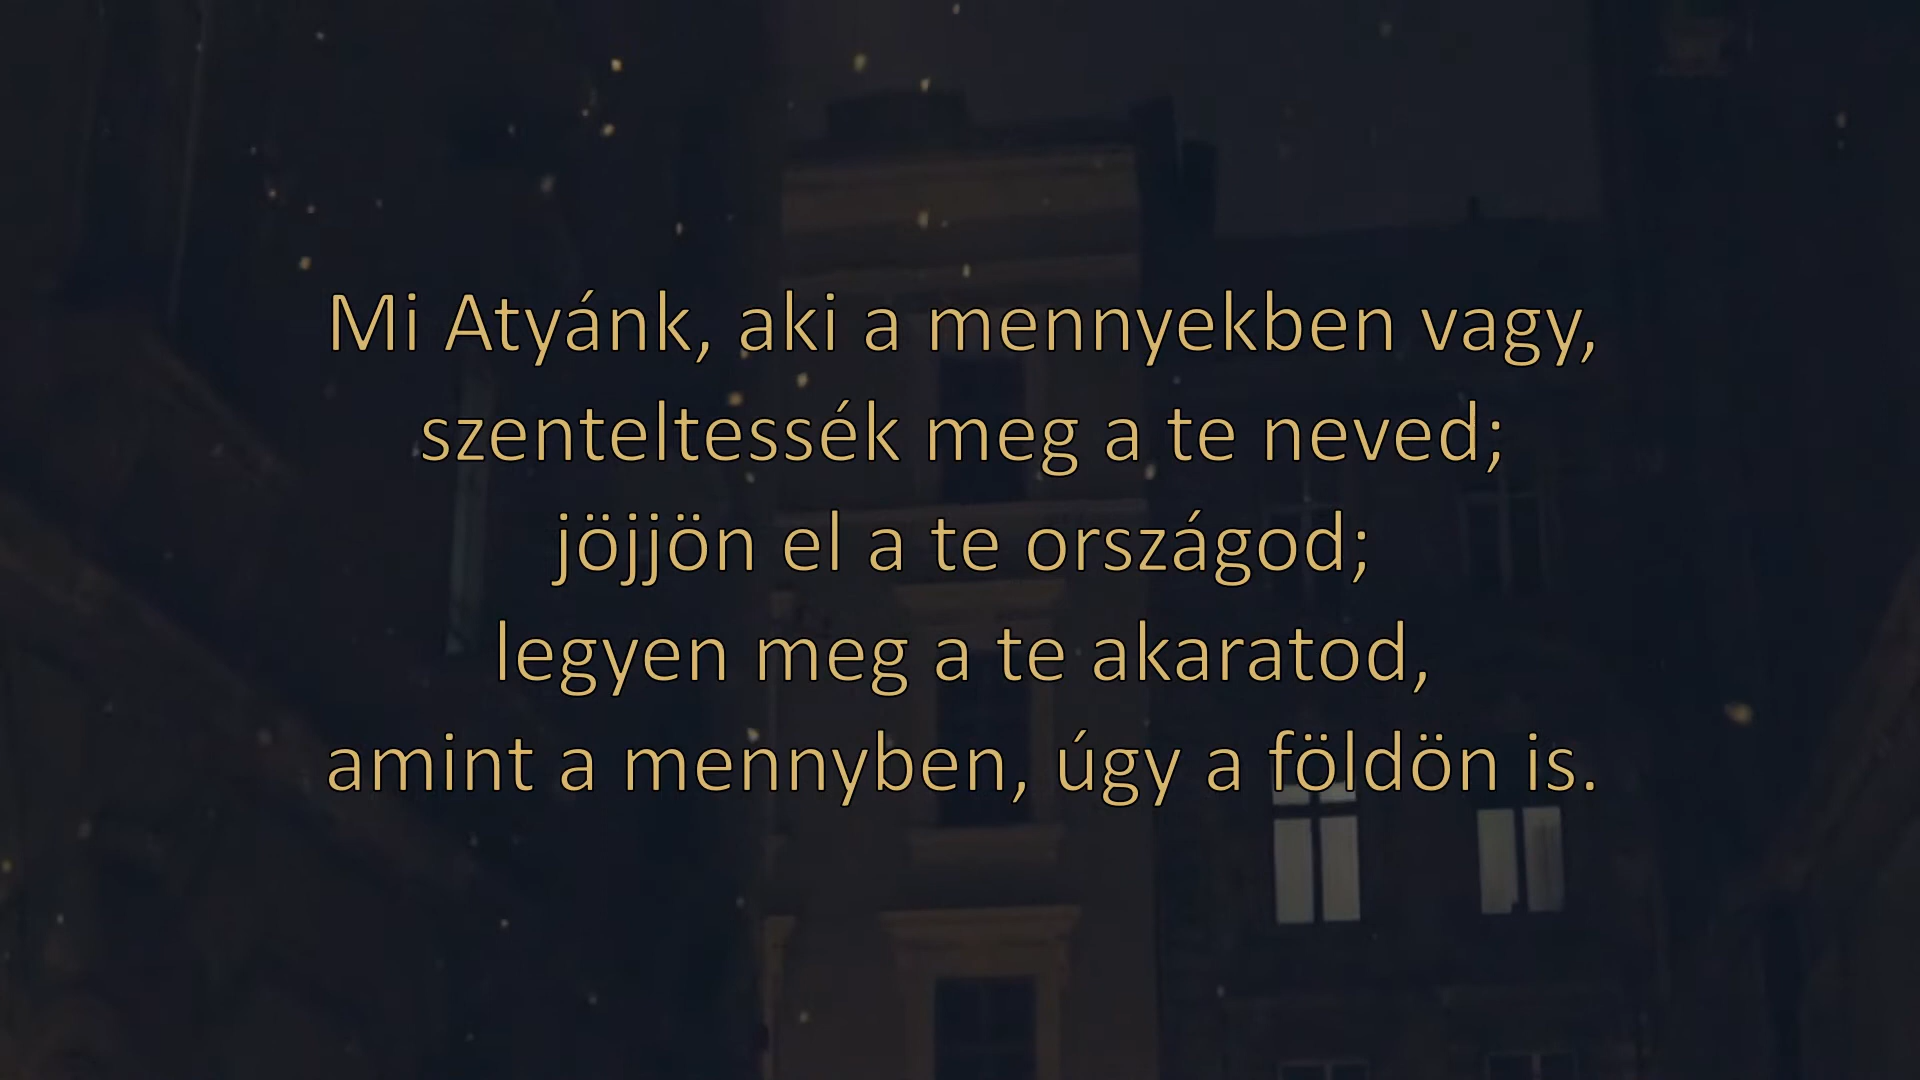 Mi Atyánk, aki a mennyekben vagy,
szenteltessék meg a te neved;
jöjjön el a te országod;
legyen meg a te akaratod,
amint a mennyben, úgy a földön is.